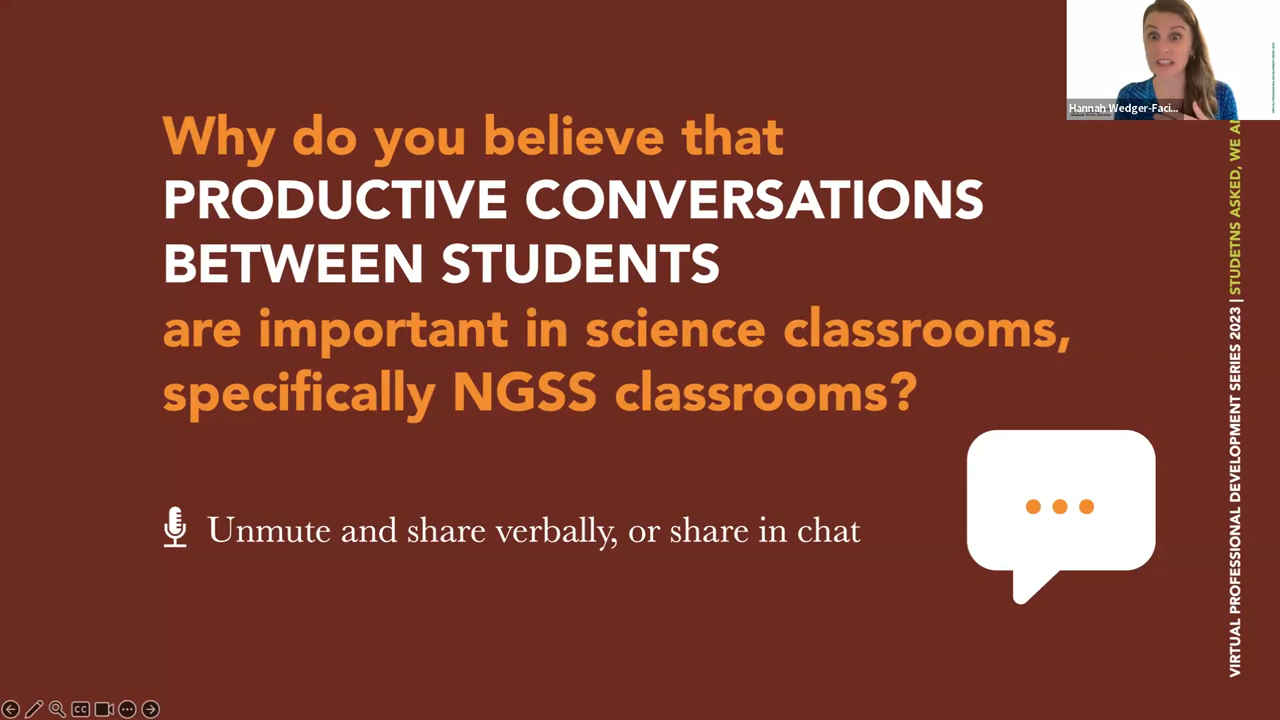 Why do you believe that
PRODUCTIVE CONVERSATIONS
BETWEEN STUDENTS
are important in science classrooms,
specifically NGSS classrooms?
Unmute and share verbally, or share in chat
Hannah Wedger-Faci...
VIRTUAL PROFESSIONAL DEVELOPMENT SERIES 2023 | STUDETNS ASKED, WE
CC